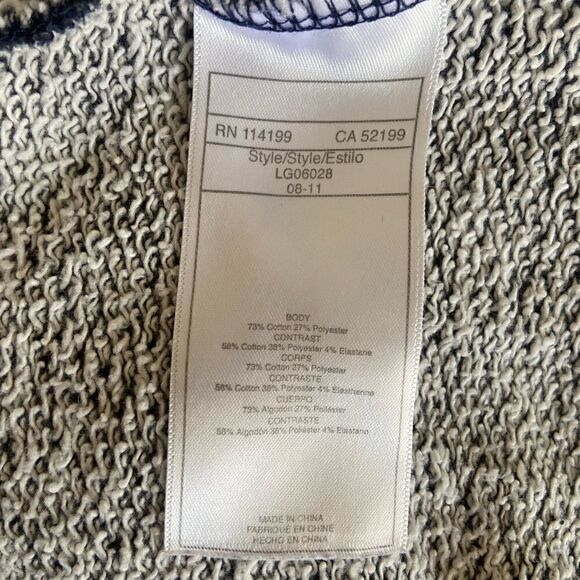 RN 114199 CA 52199
Style/Style/Estilo
LG06028
08-11
BODY
73% Cotton 27% Polyester
CONTRAST
58% Cotton 38% Polyester 4% Elastane
CORPS
73% Cotton 27% Polyester
CONTRASTE
58% Cotton 38% Polyester 4% Elasthanne
CUERPO
73% Algodón 27% Poliéster
CONTRASTE
58% Algodón 38% Poliéster 4% Elastano
MADE IN CHINA
FABRIQUÉ EN CHINE
HECHO EN CHINA